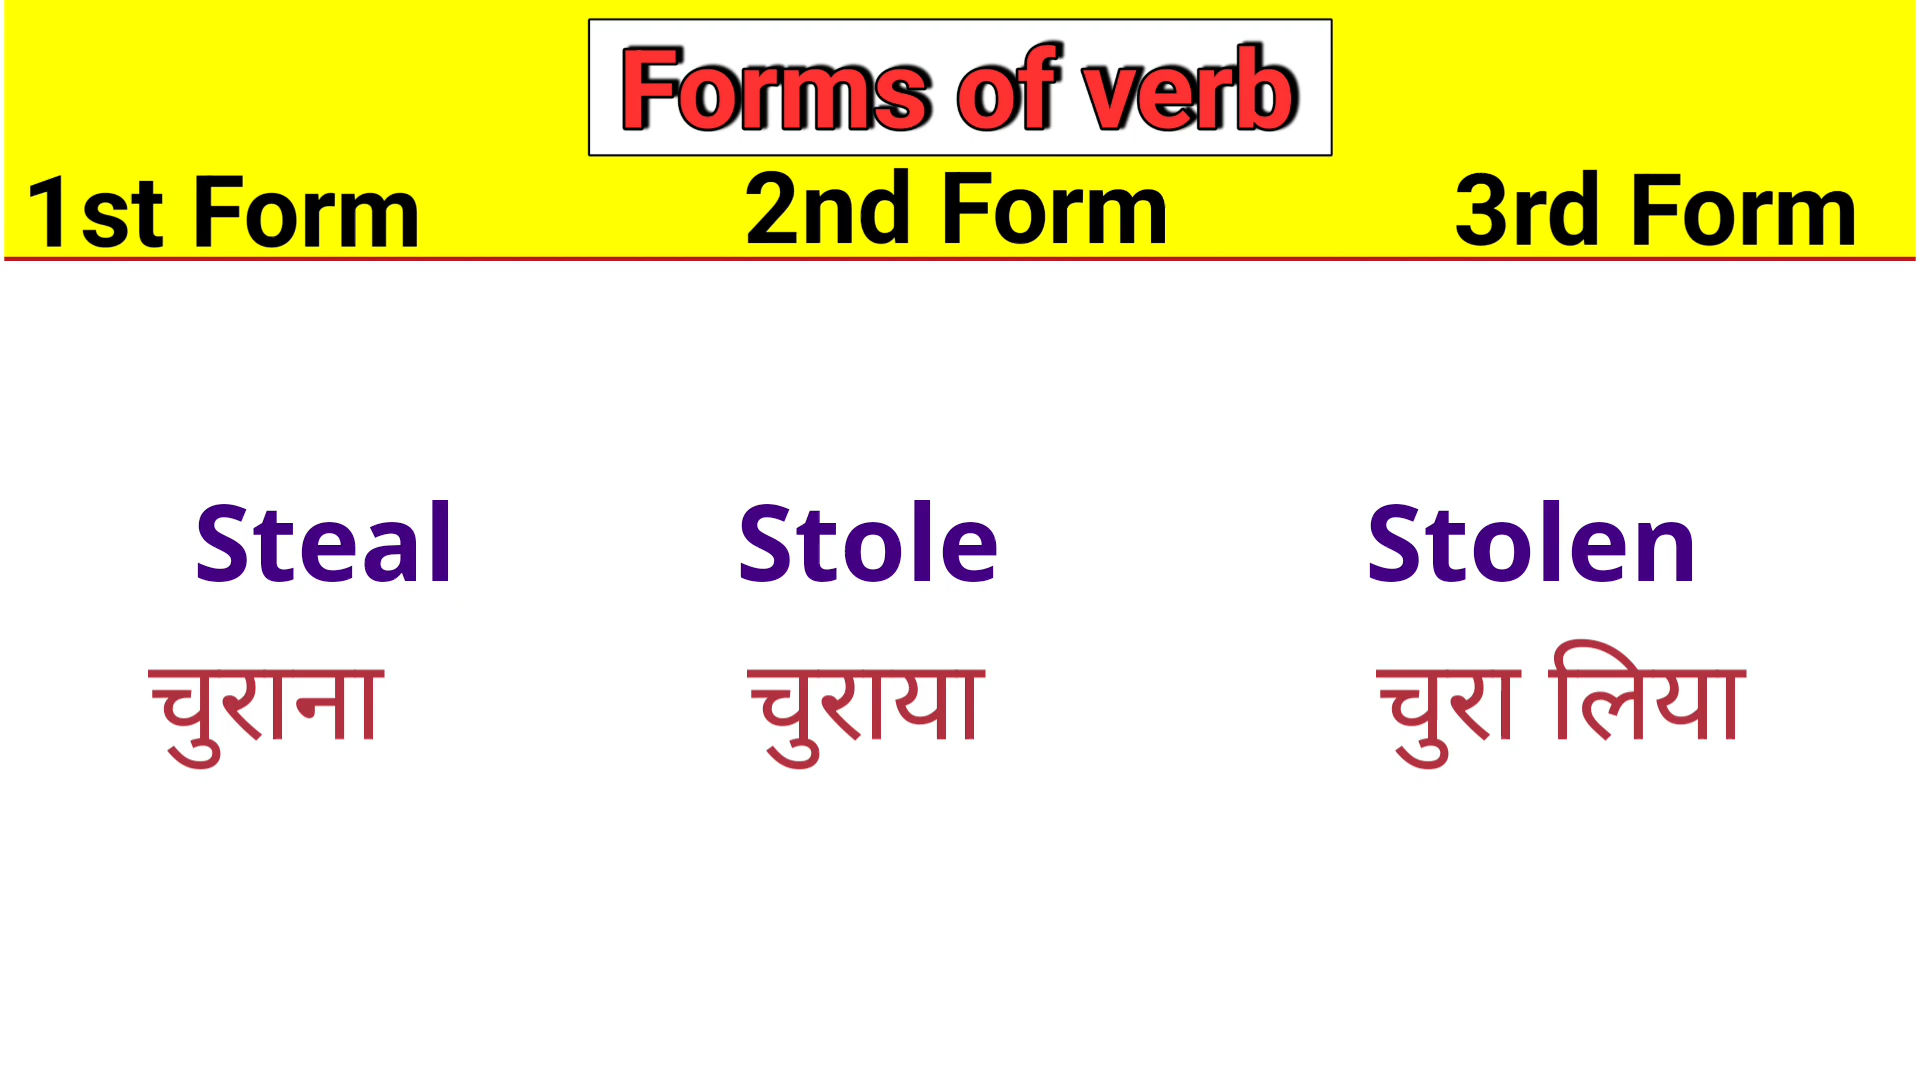 Forms of verb
1st Form 2nd Form 3rd Form
Steal Stole Stolen
चुराना चुराया चुरा लिया